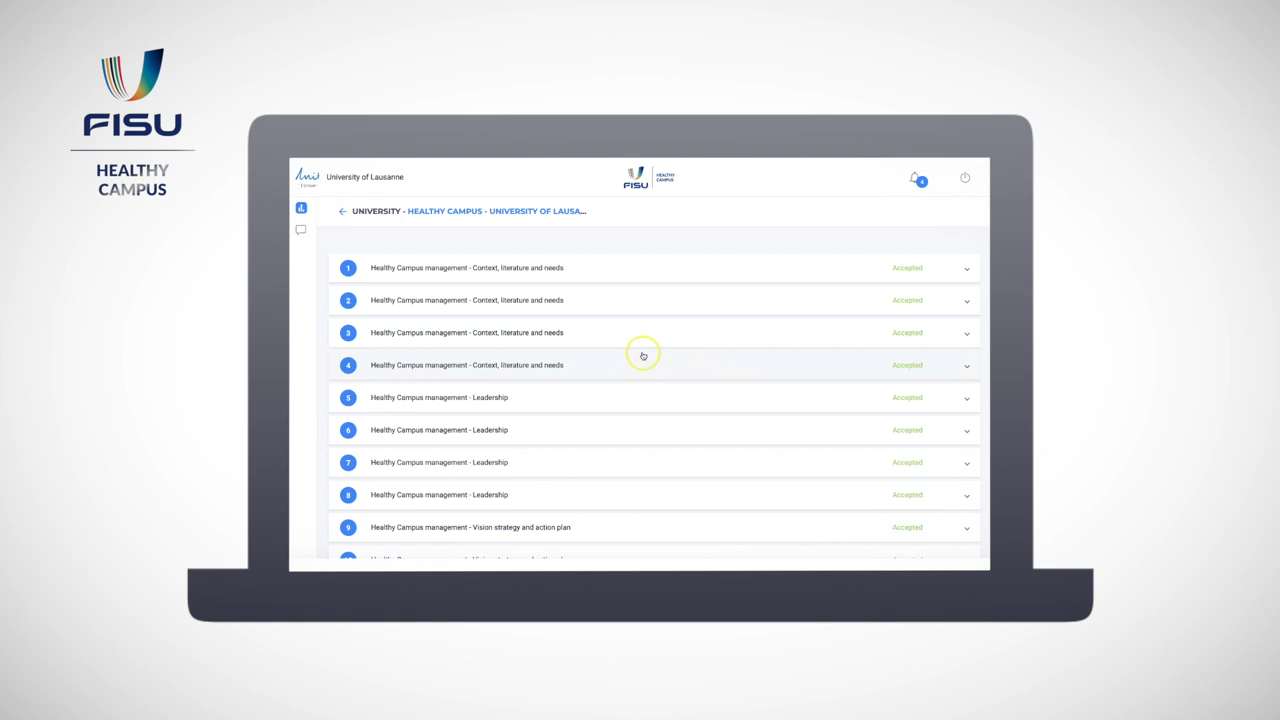 FISU
HEALTHY
CAMPUS
University of Lausanne
FISU
HEALTHY
CAMPUS
4
UNIVERSITY - HEALTHY CAMPUS - UNIVERSITY OF LAUSA...
1 Healthy Campus management - Context, literature and needs Accepted
2 Healthy Campus management - Context, literature and needs Accepted
3 Healthy Campus management - Context, literature and needs Accepted
4 Healthy Campus management - Context, literature and needs Accepted
5 Healthy Campus management - Leadership Accepted
6 Healthy Campus management - Leadership Accepted
7 Healthy Campus management - Leadership Accepted
8 Healthy Campus management - Leadership Accepted
9 Healthy Campus management - Vision strategy and action plan Accepted